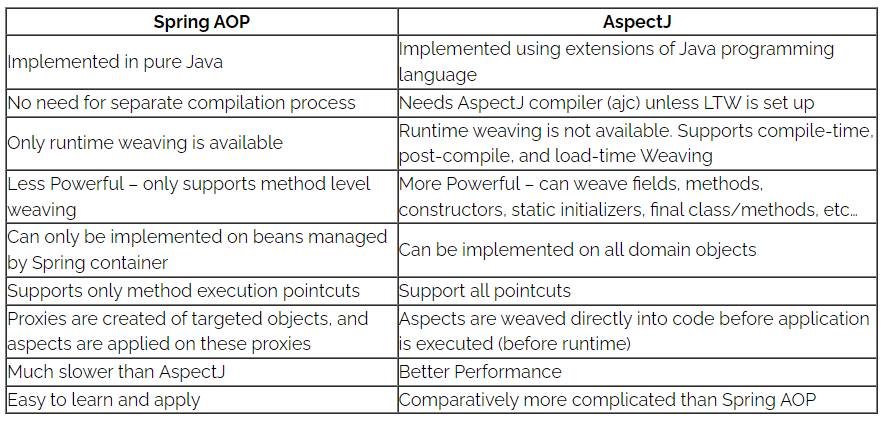 Spring AOP
AspectJ
Implemented in pure Java
Implemented using extensions of Java programming
language
No need for separate compilation process
Needs AspectJ compiler (ajc) unless LTW is set up
Only runtime weaving is available
Runtime weaving is not available. Supports compile-time,
post-compile, and load-time Weaving
Less Powerful – only supports method level
weaving
More Powerful – can weave fields, methods,
constructors, static initializers, final class/methods, etc…
Can only be implemented on beans managed
by Spring container
Can be implemented on all domain objects
Supports only method execution pointcuts
Support all pointcuts
Proxies are created of targeted objects, and
aspects are applied on these proxies
Aspects are weaved directly into code before application
is executed (before runtime)
Much slower than AspectJ
Better Performance
Easy to learn and apply
Comparatively more complicated than Spring AOP